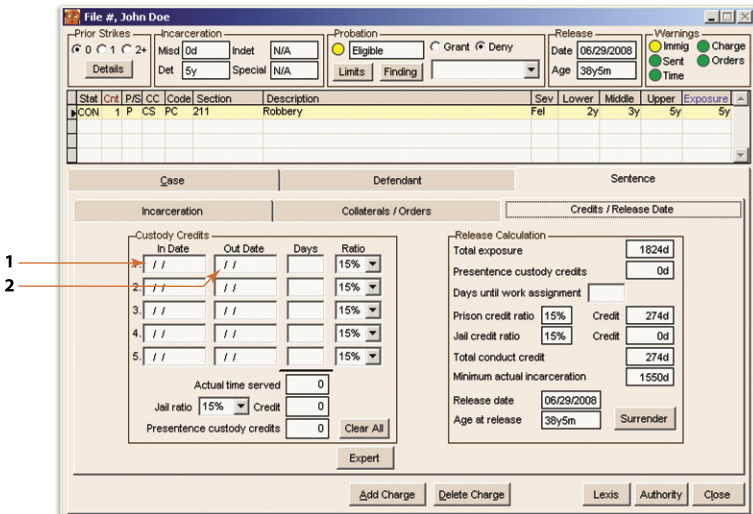 File #, John Doe
Prior Strikes Incarceration Probation Release Warnings
0 1 2+ Misd 0d Indet N/A Eligible Grant Deny Date 06/29/2008 Immig Charge
Details Det 5y Special N/A Limits Finding Age 38y5m Sent Orders
Time
Stat Cnt P/S CC Code Section Description Sev Lower Middle Upper Exposure
CON 1 P CS PC 211 Robbery Fel 2y 3y 5y 5y
Case Defendant Sentence
Incarceration Collaterals / Orders Credits / Release Date
Custody Credits
In Date Out Date Days Ratio
1 1. / / / / 15%
2 2. / / / / 15%
3. / / / / 15%
4. / / / / 15%
5. / / / / 15%
Actual time served 0
Jail ratio 15% Credit 0
Presentence custody credits 0 Clear All
Expert
Release Calculation
Total exposure 1824d
Presentence custody credits 0d
Days until work assignment
Prison credit ratio 15% Credit 274d
Jail credit ratio 15% Credit 0d
Total conduct credit 274d
Minimum actual incarceration 1550d
Release date 06/29/2008
Age at release 38y5m Surrender
Add Charge Delete Charge Lexis Authority Close